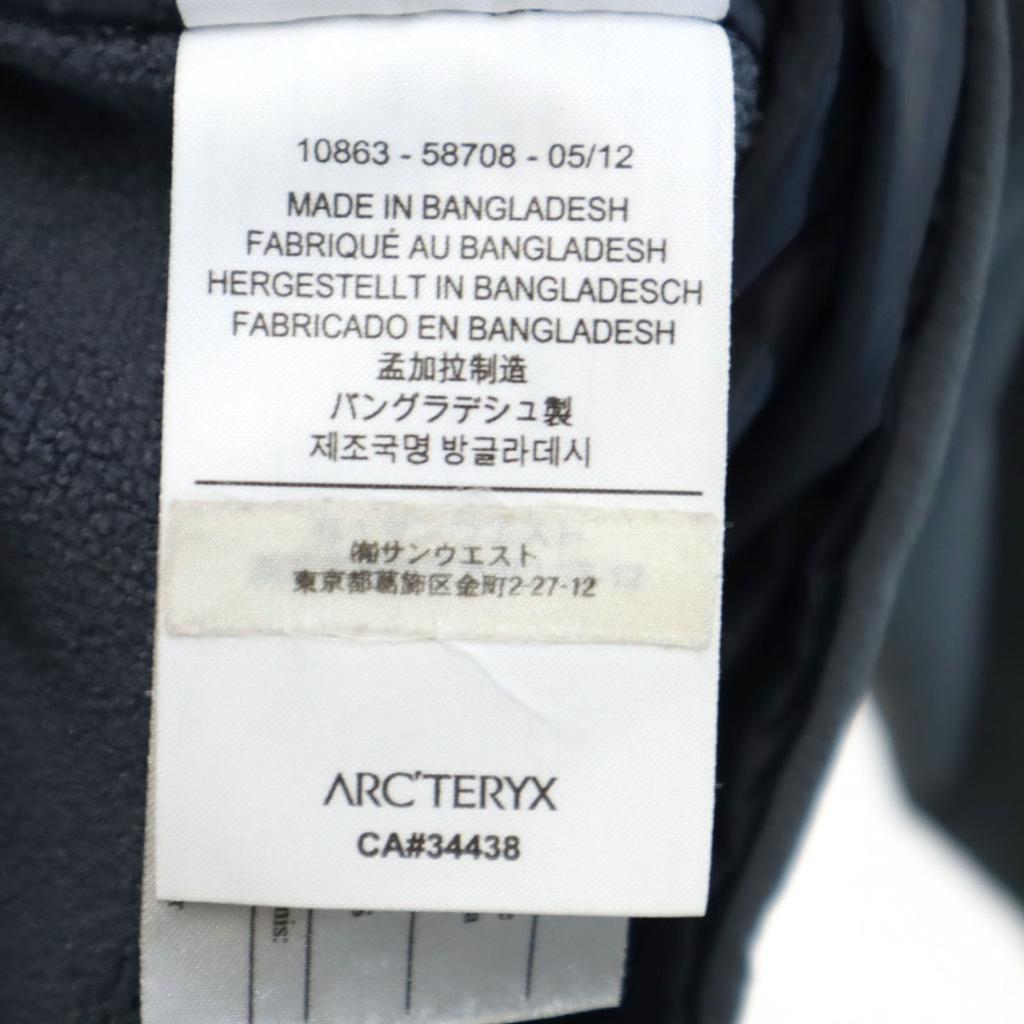 10863 - 58708 - 05/12
MADE IN BANGLADESH
FABRIQUÉ AU BANGLADESH
HERGESTELLT IN BANGLADESCH
FABRICADO EN BANGLADESH
孟加拉制造
バングラデシュ製
제조국명 방글라데시
㈲サンウエスト
東京都葛飾区金町2-27-12
ARC'TERYX
CA#34438